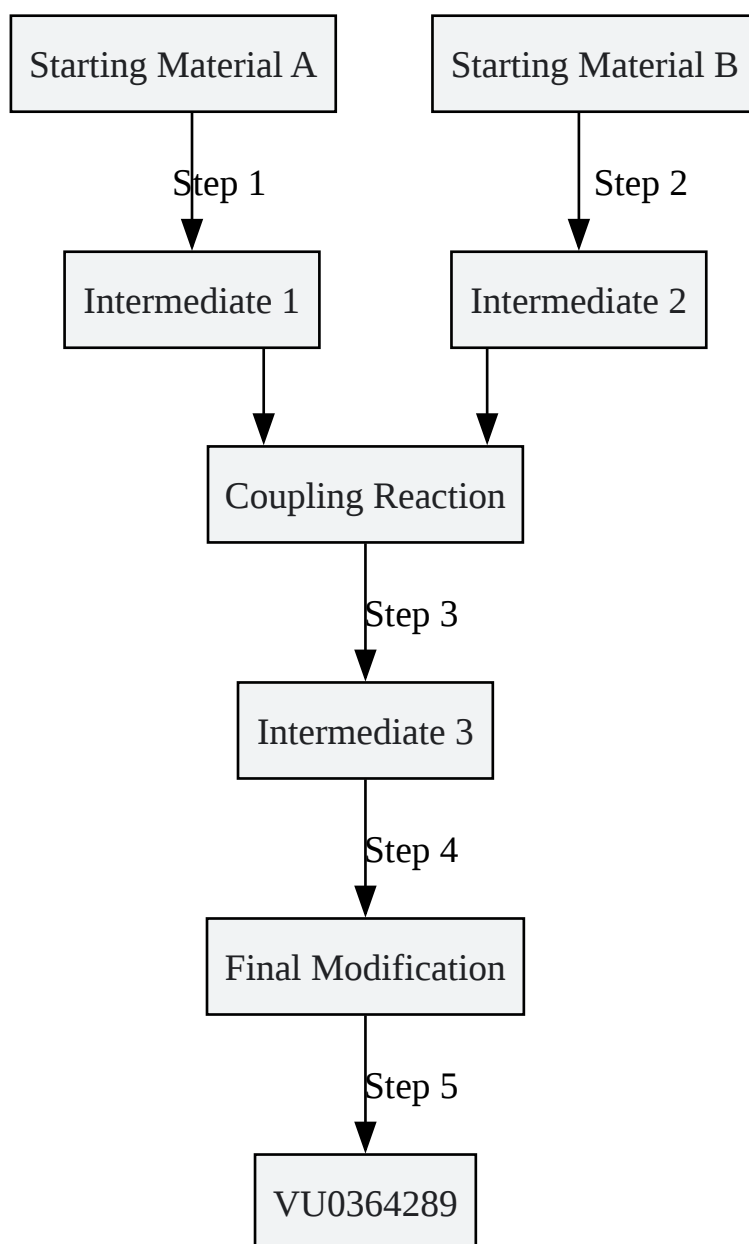 Starting Material A
Starting Material B
Step 1
Step 2
Intermediate 1
Intermediate 2
Coupling Reaction
Step 3
Intermediate 3
Step 4
Final Modification
Step 5
VU0364289